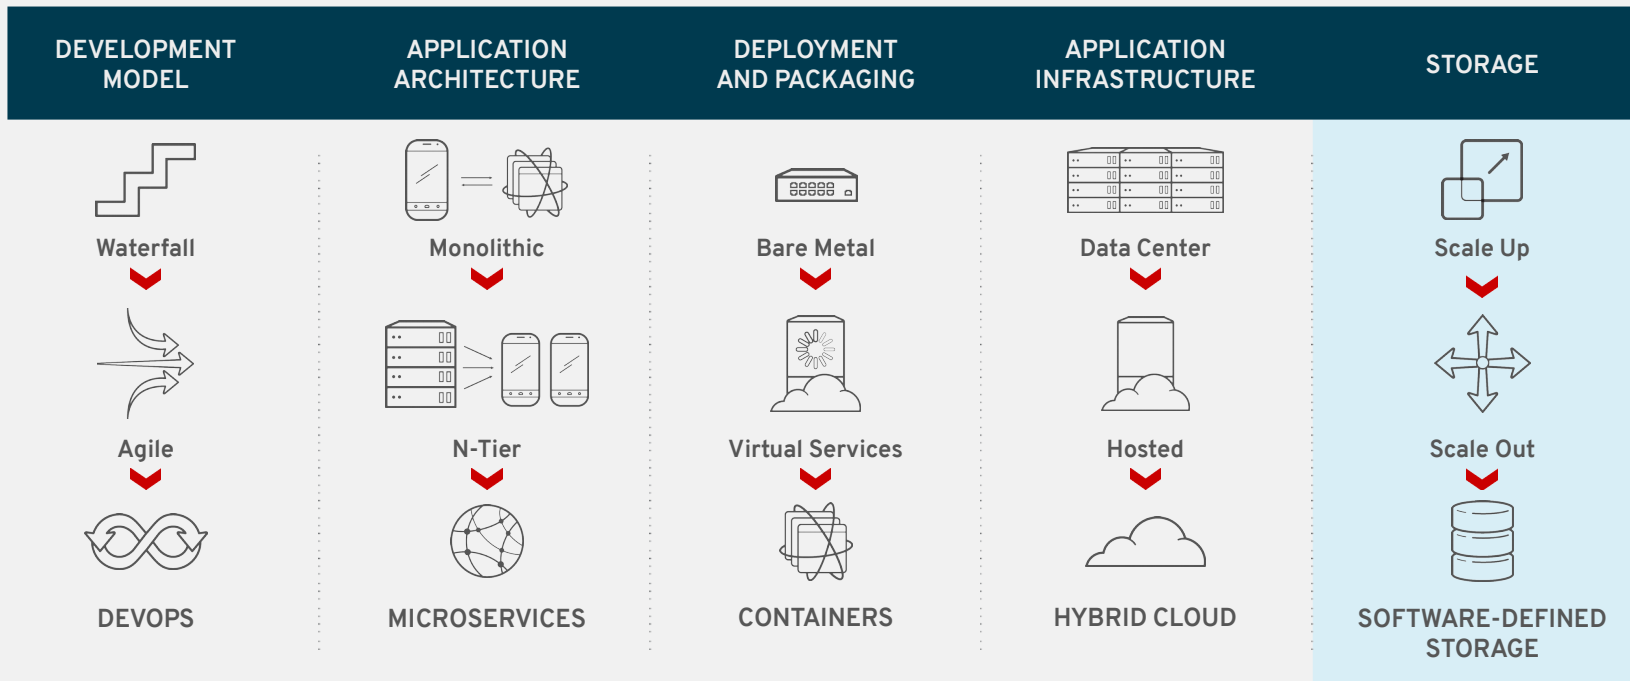 DEVELOPMENT
MODEL
APPLICATION
ARCHITECTURE
DEPLOYMENT
AND PACKAGING
APPLICATION
INFRASTRUCTURE
STORAGE
Waterfall
Monolithic
Bare Metal
Data Center
Scale Up
Agile
N-Tier
Virtual Services
Hosted
Scale Out
DEVOPS
MICROSERVICES
CONTAINERS
HYBRID CLOUD
SOFTWARE-DEFINED
STORAGE